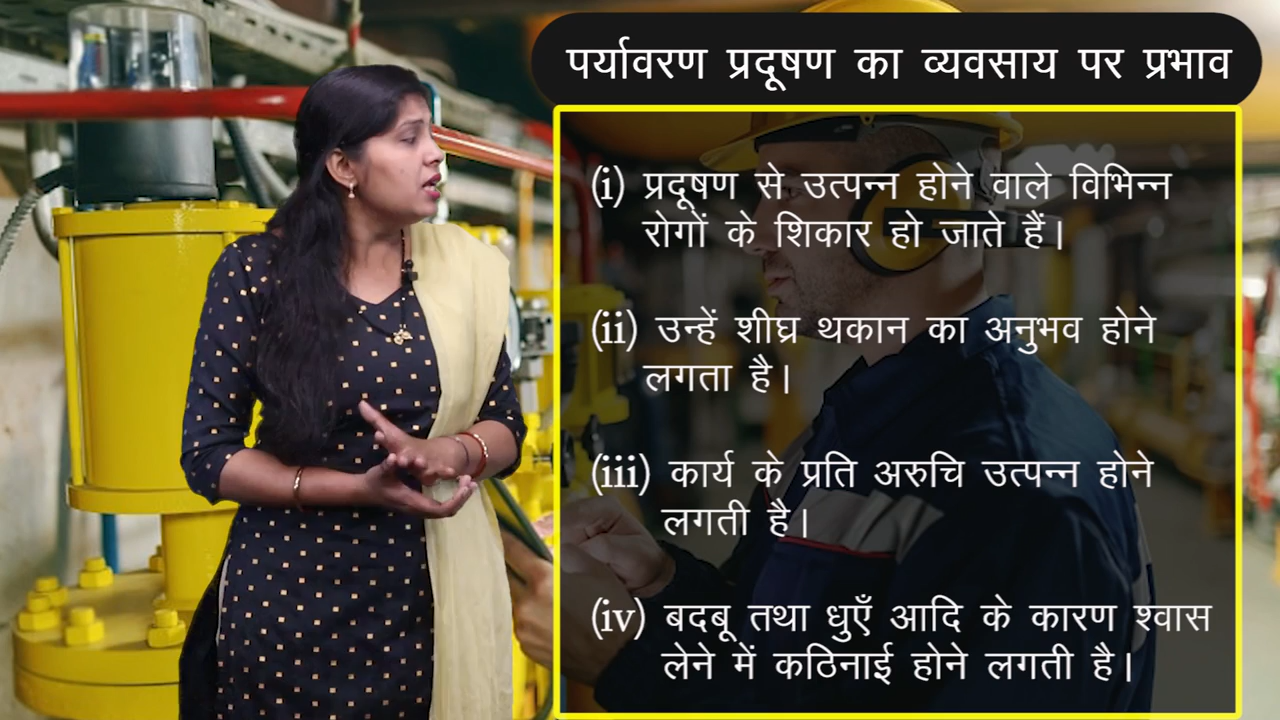 पर्यावरण प्रदूषण का व्यवसाय पर प्रभाव
(i) प्रदूषण से उत्पन्न होने वाले विभिन्न
रोगों के शिकार हो जाते हैं।
(ii) उन्हें शीघ्र थकान का अनुभव होने
लगता है।
(iii) कार्य के प्रति अरुचि उत्पन्न होने
लगती है।
(iv) बदबू तथा धुएँ आदि के कारण श्वास
लेने में कठिनाई होने लगती है।